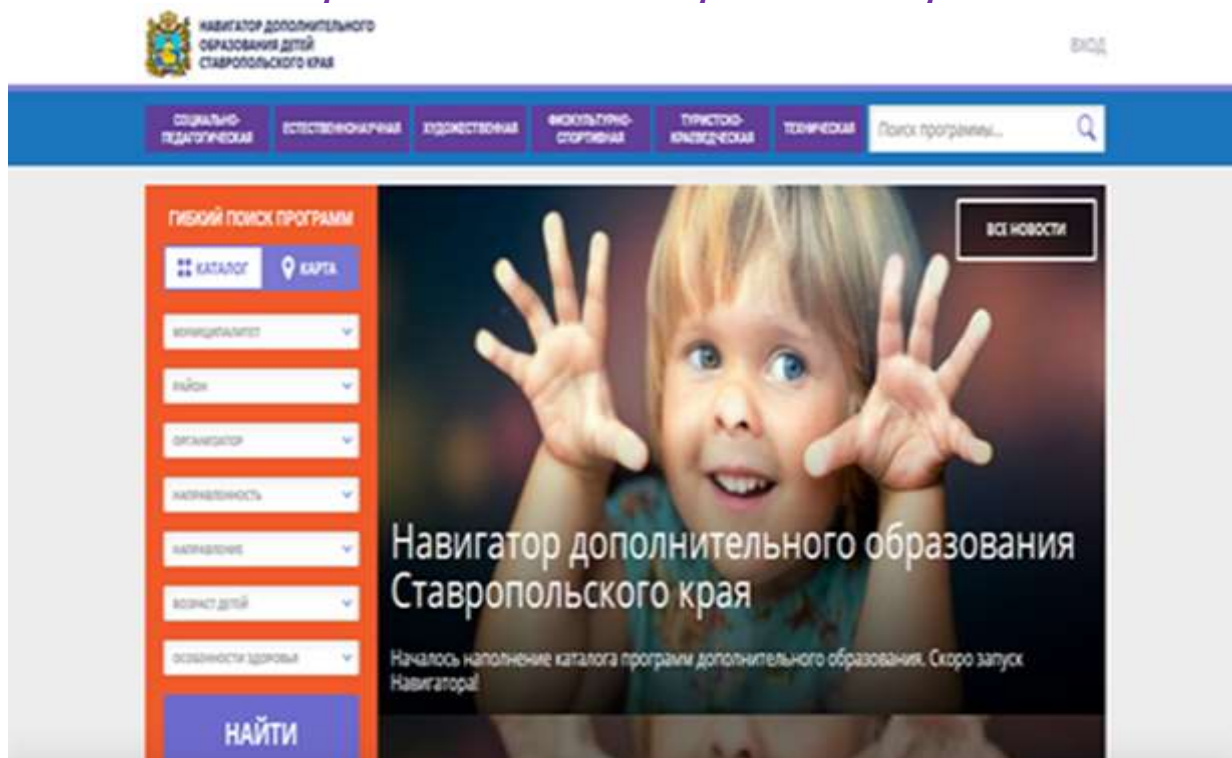 НАВИГАТОР ДОПОЛНИТЕЛЬНОГО
ОБРАЗОВАНИЯ ДЕТЕЙ
СТАВРОПОЛЬСКОГО КРАЯ
ВХОД
СОЦИАЛЬНО-
ПЕДАГОГИЧЕСКАЯ
ЕСТЕСТВЕННОНАУЧНАЯ
ХУДОЖЕСТВЕННАЯ
ФИЗКУЛЬТУРНО-
СПОРТИВНАЯ
ТУРИСТСКО-
КРАЕВЕДЧЕСКАЯ
ТЕХНИЧЕСКАЯ
Поиск программы...
ГИБКИЙ ПОИСК ПРОГРАММ
КАТАЛОГ
КАРТА
МУНИЦИПАЛИТЕТ
РАЙОН
ОРГАНИЗАТОР
НАПРАВЛЕННОСТЬ
НАПРАВЛЕНИЕ
ВОЗРАСТ ДЕТЕЙ
ОСОБЕННОСТИ ЗДОРОВЬЯ
НАЙТИ
ВСЕ НОВОСТИ
Навигатор дополнительного образования
Ставропольского края
Началось наполнение каталога программ дополнительного образования. Скоро запуск
Навигатора!